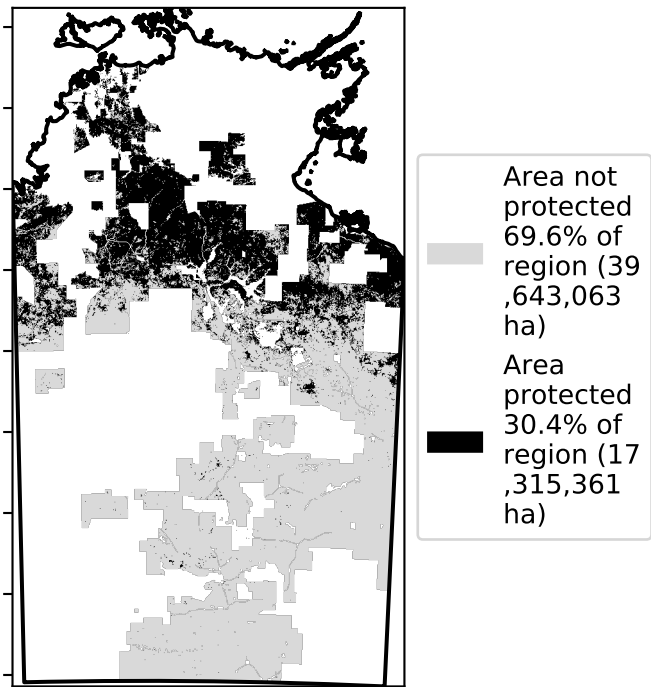 Area not
protected
69.6% of
region (39
,643,063
ha)
Area
protected
30.4% of
region (17
,315,361
ha)